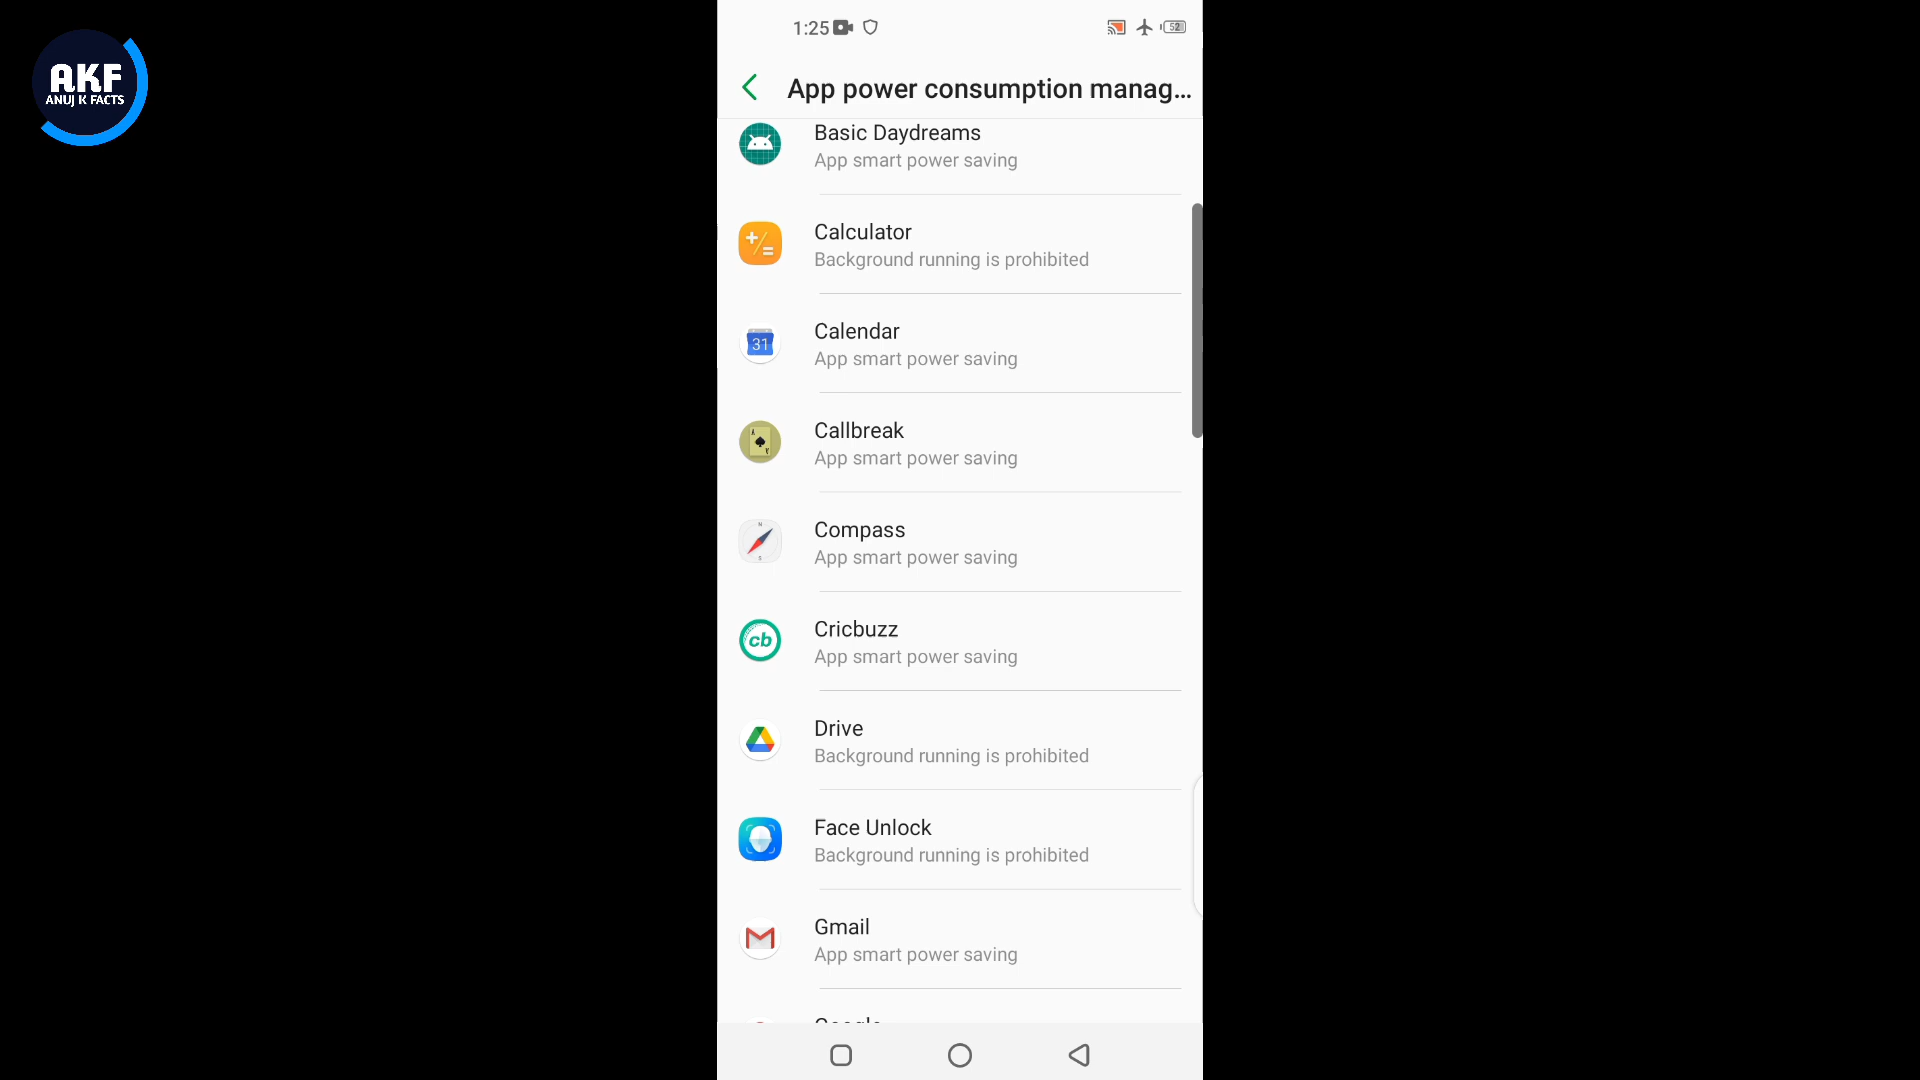 AKF
ANUJ K FACTS
1:25
52
App power consumption manag...
Basic Daydreams
App smart power saving
Calculator
Background running is prohibited
31
Calendar
App smart power saving
A
A
Callbreak
App smart power saving
N
S
Compass
App smart power saving
cb
Cricbuzz
App smart power saving
Drive
Background running is prohibited
Face Unlock
Background running is prohibited
Gmail
App smart power saving
Google